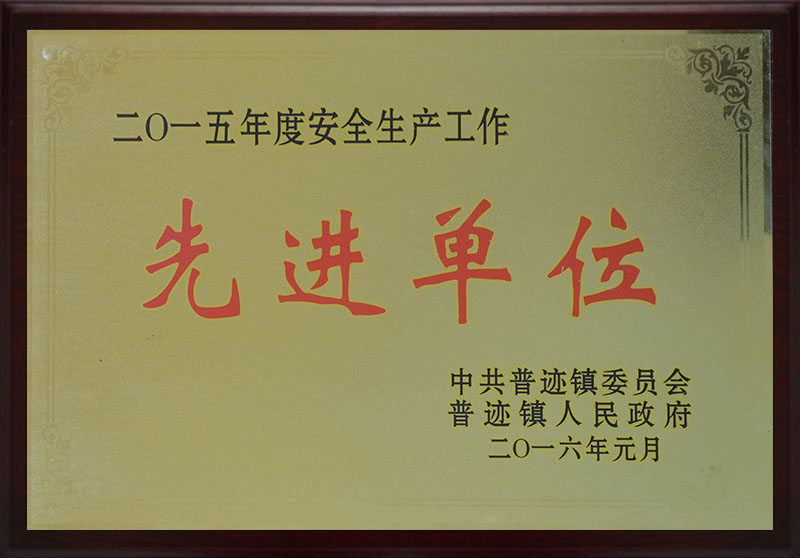 二〇一五年度安全生产工作
先进单位
中共普迹镇委员会
普迹镇人民政府
二〇一六年元月